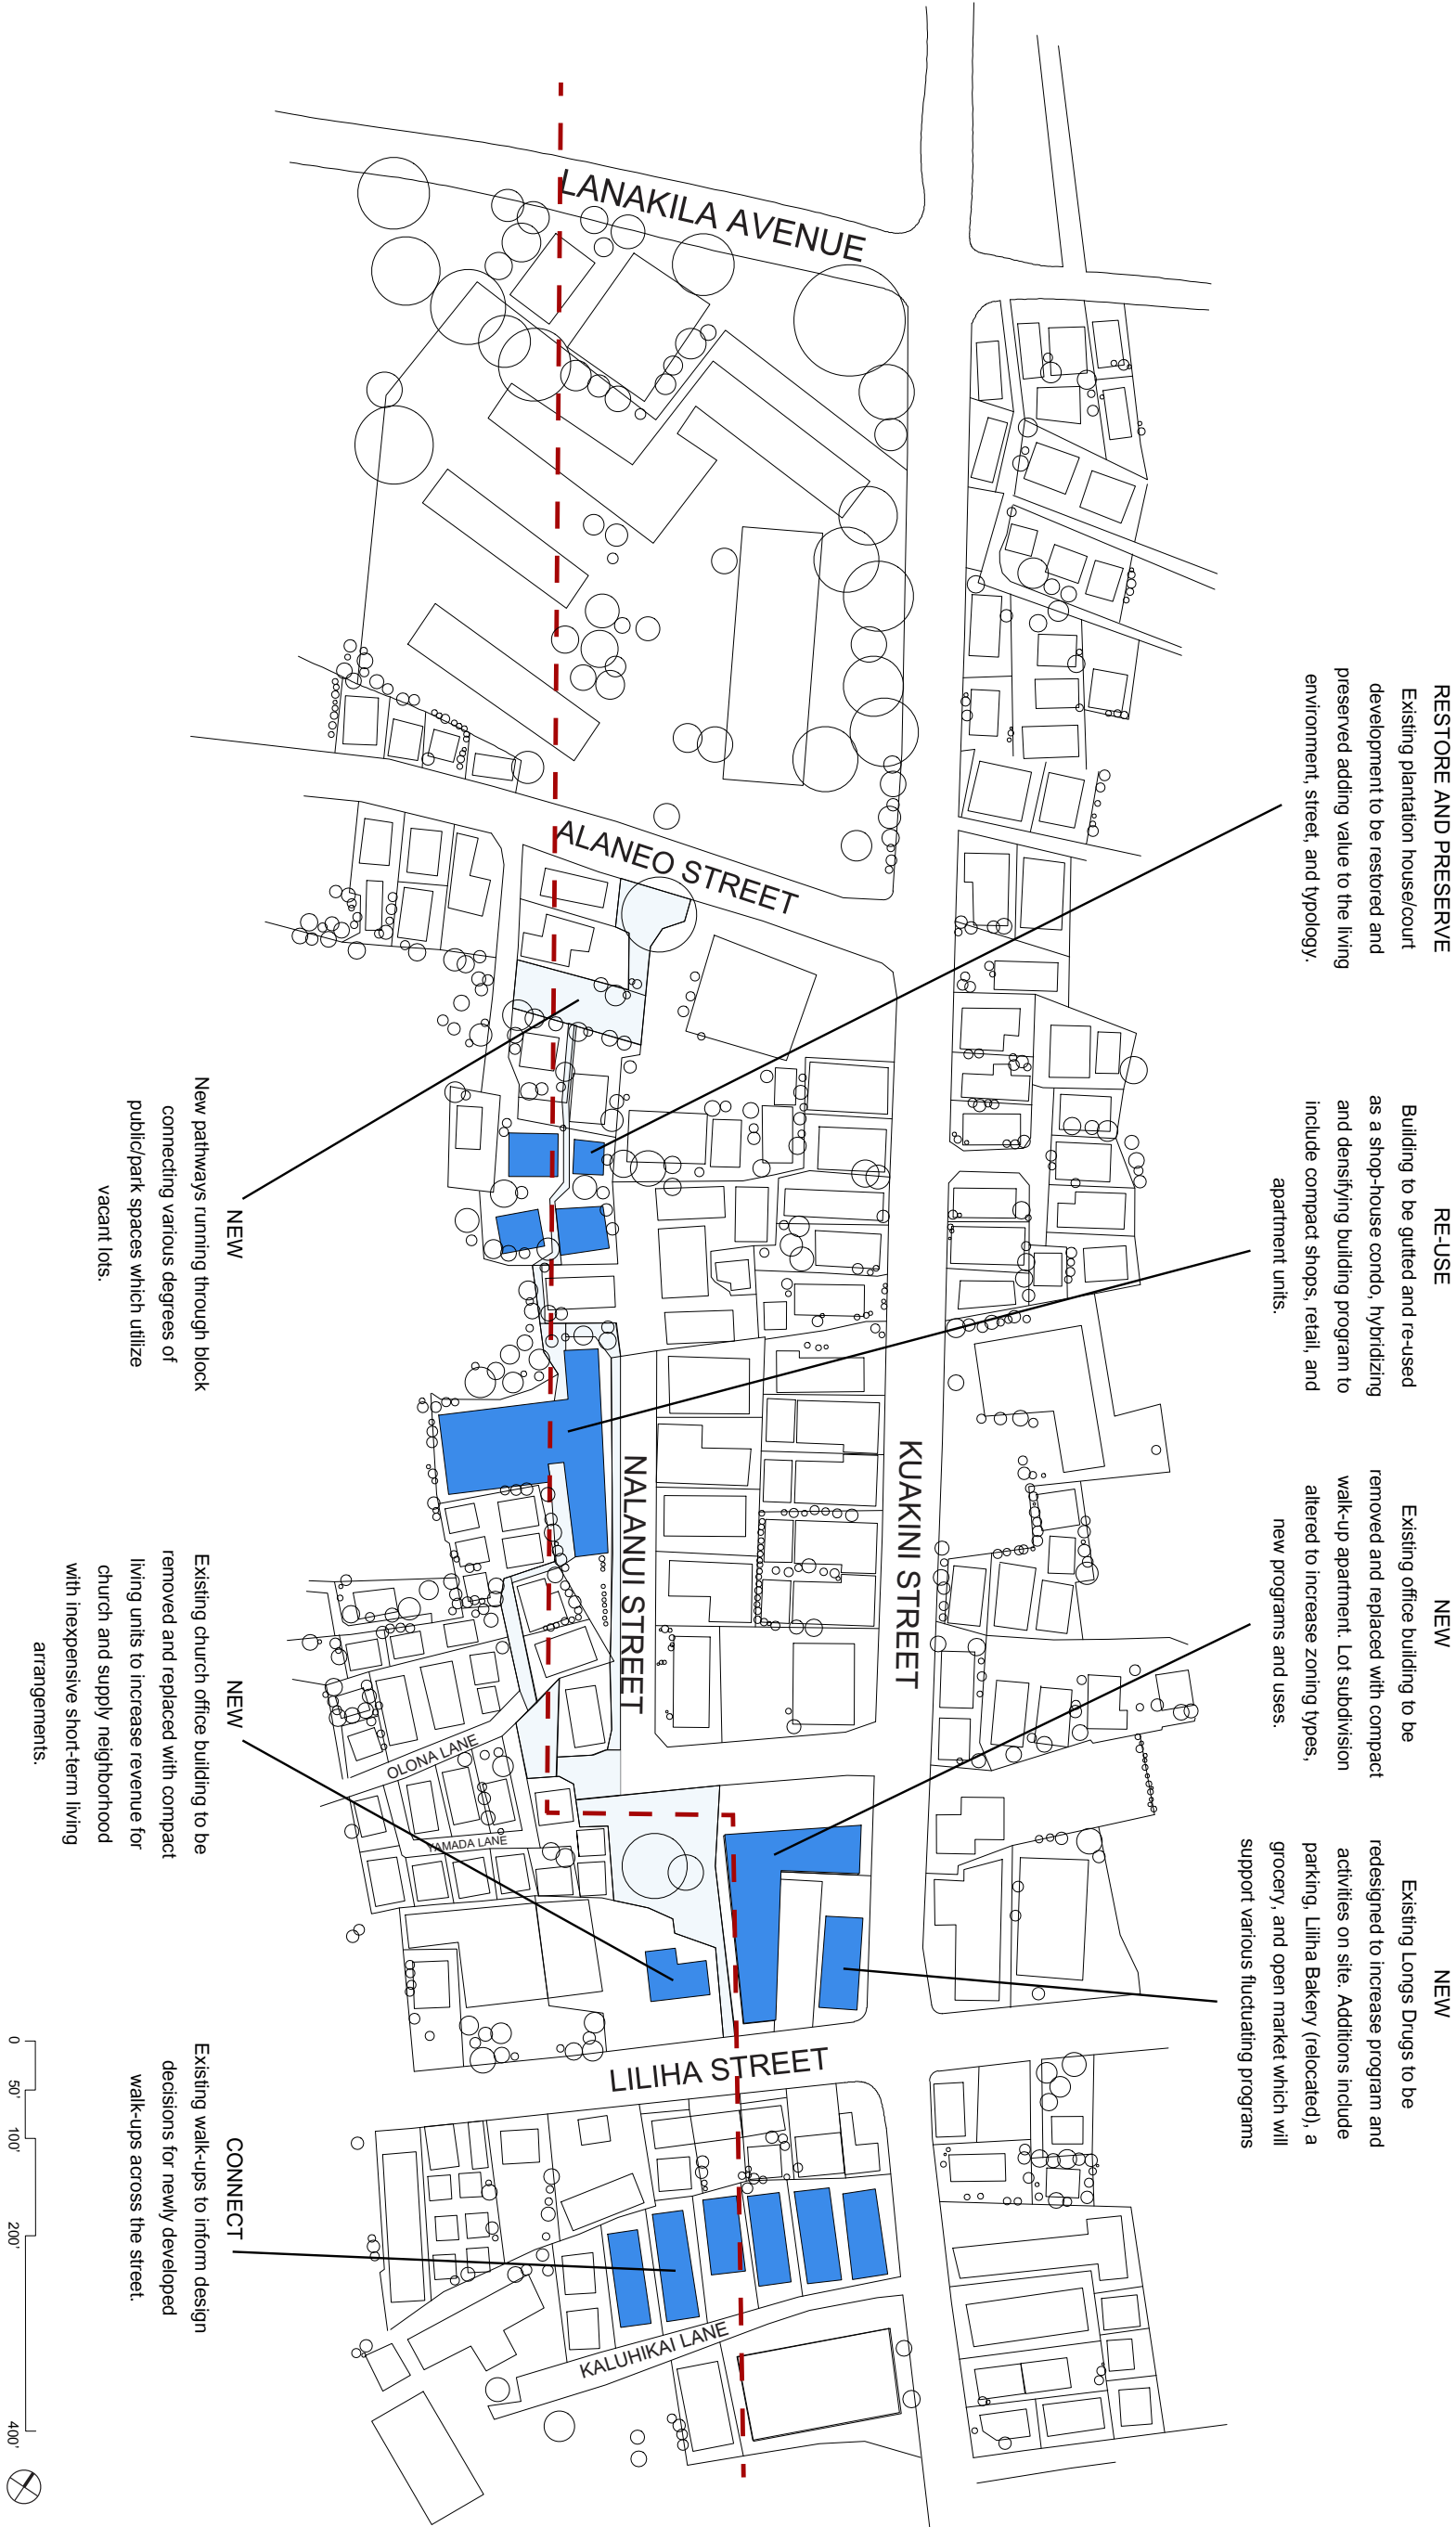 RESTORE AND PRESERVE
Existing plantation house/court
development to be restored and
preserved adding value to the living
environment, street, and typology.
RE-USE
Building to be gutted and re-used
as a shop-house condo, hybridizing
and densifying building program to
include compact shops, retail, and
apartment units.
NEW
Existing office building to be
removed and replaced with compact
walk-up apartment. Lot subdivision
altered to increase zoning types,
new programs and uses.
NEW
Existing Longs Drugs to be
redesigned to increase program and
activities on site. Additions include
parking, Liliha Bakery (relocated), a
grocery, and open market which will
support various fluctuating programs
LANAKILA AVENUE
ALANEO STREET
KUAKINI STREET
NALANUI STREET
LILIHA STREET
OLONA LANE
YAMADA LANE
KALUHIKAI LANE
NEW
New pathways running through block
connecting various degrees of
public/park spaces which utilize
vacant lots.
NEW
Existing church office building to be
removed and replaced with compact
living units to increase revenue for
church and supply neighborhood
with inexpensive short-term living
arrangements.
CONNECT
Existing walk-ups to inform design
decisions for newly developed
walk-ups across the street.
0 50' 100' 200' 400'